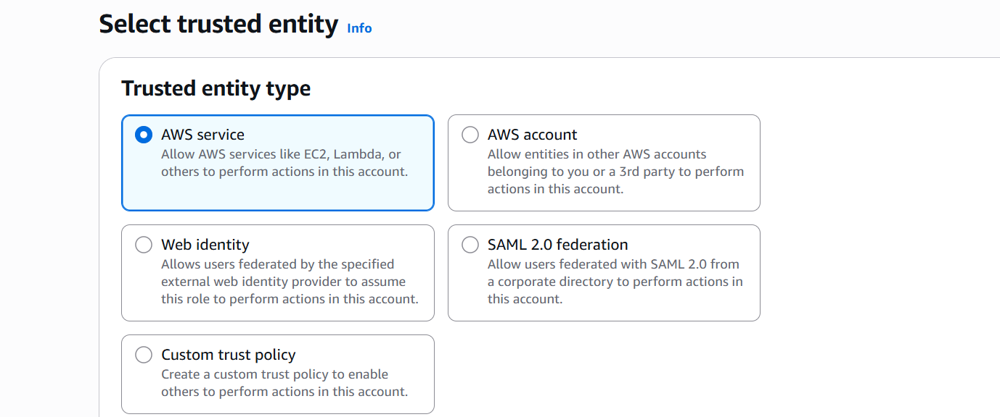 Select trusted entity Info
Trusted entity type
AWS service
Allow AWS services like EC2, Lambda, or
others to perform actions in this account.
AWS account
Allow entities in other AWS accounts
belonging to you or a 3rd party to perform
actions in this account.
Web identity
Allows users federated by the specified
external web identity provider to assume
this role to perform actions in this account.
SAML 2.0 federation
Allow users federated with SAML 2.0 from
a corporate directory to perform actions in
this account.
Custom trust policy
Create a custom trust policy to enable
others to perform actions in this account.